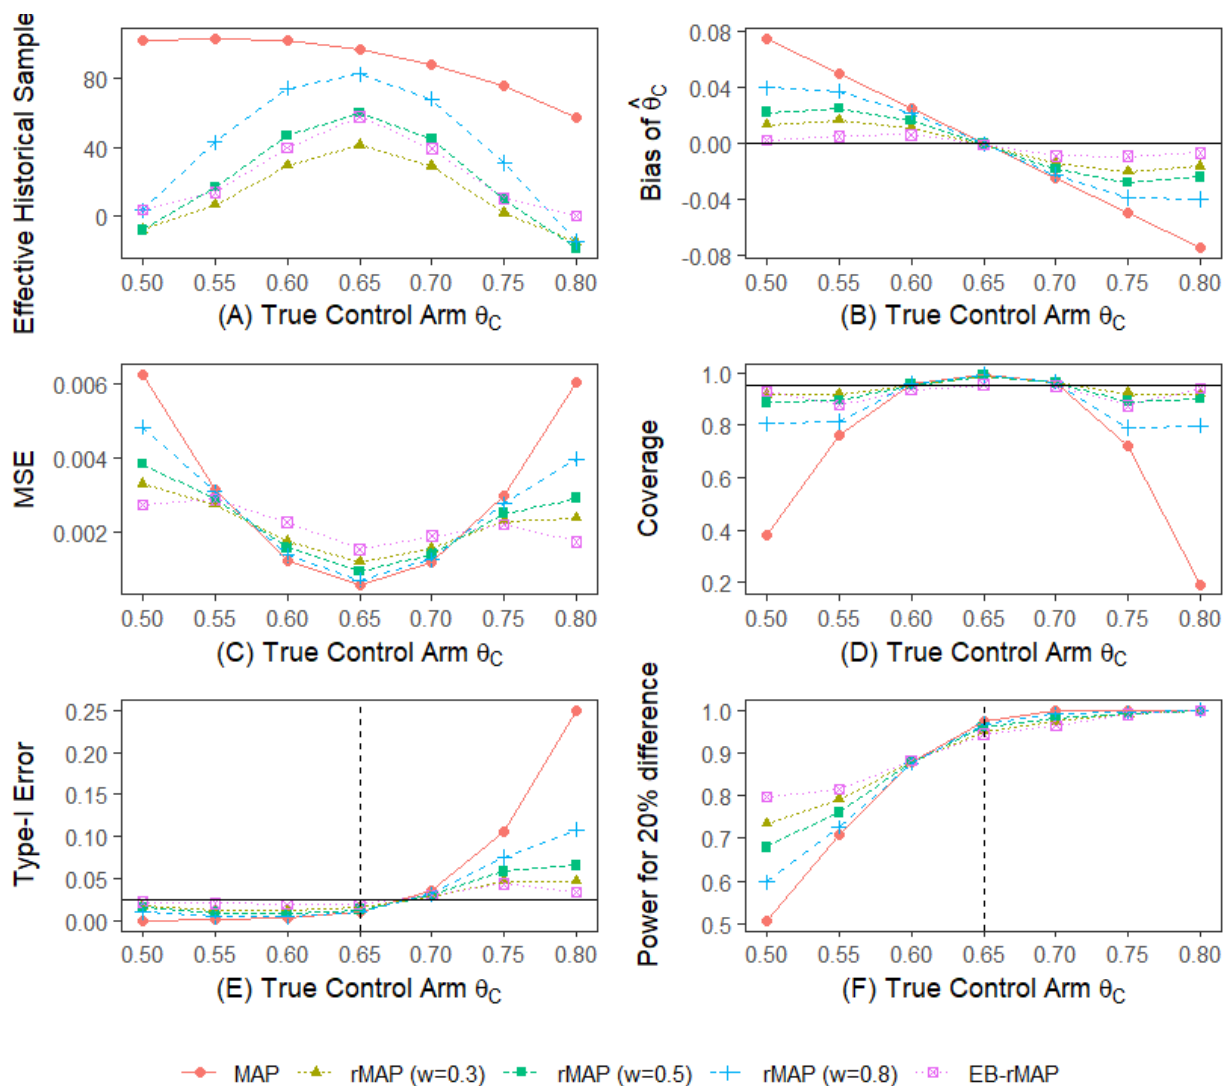 Effective Historical Sample
80
40
0
0.50 0.55 0.60 0.65 0.70 0.75 0.80
(A) True Control Arm θC
Bias of θ̂C
0.08
0.04
0.00
-0.04
-0.08
0.50 0.55 0.60 0.65 0.70 0.75 0.80
(B) True Control Arm θC
MSE
0.006
0.004
0.002
0.50 0.55 0.60 0.65 0.70 0.75 0.80
(C) True Control Arm θC
Coverage
1.0
0.8
0.6
0.4
0.2
0.50 0.55 0.60 0.65 0.70 0.75 0.80
(D) True Control Arm θC
Type-I Error
0.25
0.20
0.15
0.10
0.05
0.00
0.50 0.55 0.60 0.65 0.70 0.75 0.80
(E) True Control Arm θC
Power for 20% difference
1.0
0.9
0.8
0.7
0.6
0.5
0.50 0.55 0.60 0.65 0.70 0.75 0.80
(F) True Control Arm θC
MAP rMAP (w=0.3) rMAP (w=0.5) rMAP (w=0.8) EB-rMAP